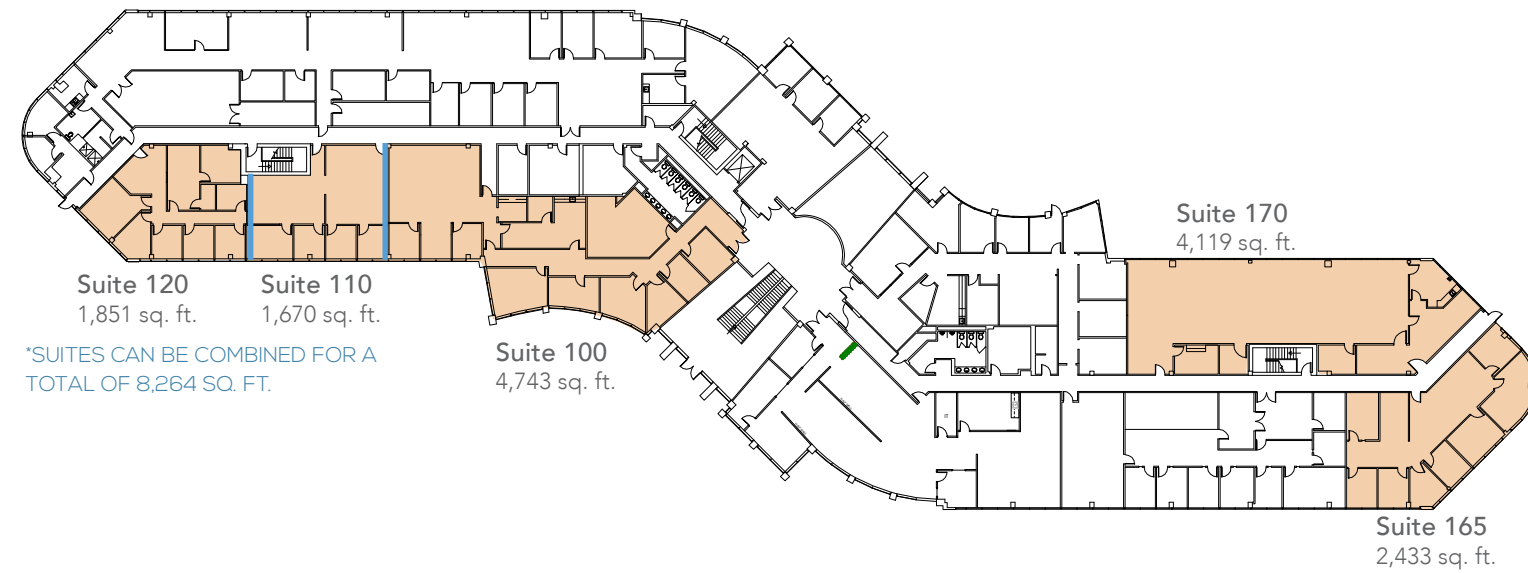 Suite 170
4,119 sq. ft.
Suite 120
1,851 sq. ft.
Suite 110
1,670 sq. ft.
*SUITES CAN BE COMBINED FOR A
TOTAL OF 8,264 SQ. FT.
Suite 100
4,743 sq. ft.
Suite 165
2,433 sq. ft.